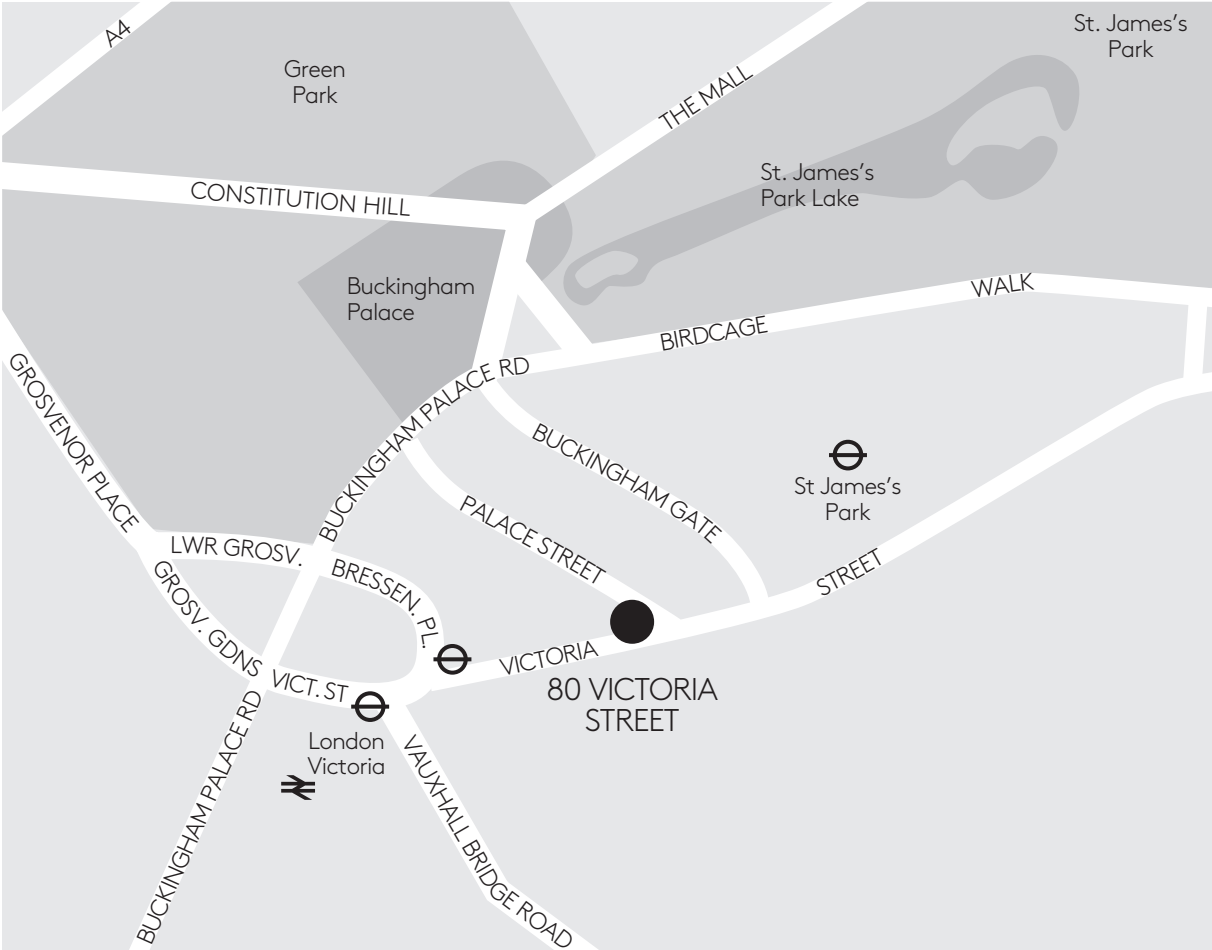 A4
Green
Park
THE MALL
St. James's
Park
CONSTITUTION HILL
St. James's
Park Lake
Buckingham
Palace
WALK
BIRDCAGE
GROSVENOR PLACE
BUCKINGHAM PALACE RD
BUCKINGHAM GATE
St James's
Park
PALACE STREET
LWR GROSV.
BRESSEN. PL.
STREET
GROSV. GDNS
VICTORIA
VICT. ST
80 VICTORIA
STREET
London
Victoria
BUCKINGHAM PALACE RD
VAUXHALL BRIDGE ROAD